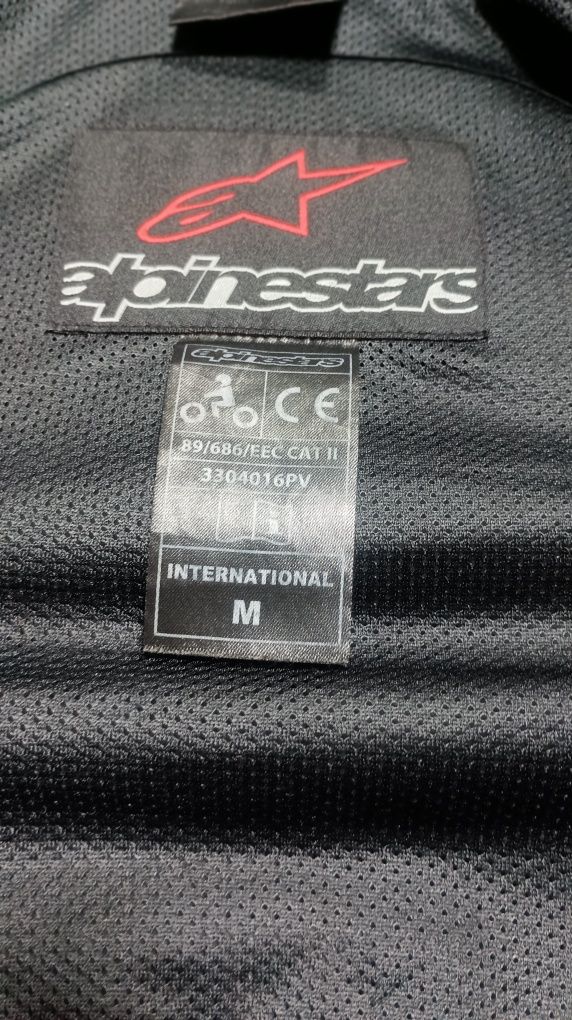 alpinestars
alpinestars
CE
89/686/EEC CAT II
3304016PV
i
INTERNATIONAL
M